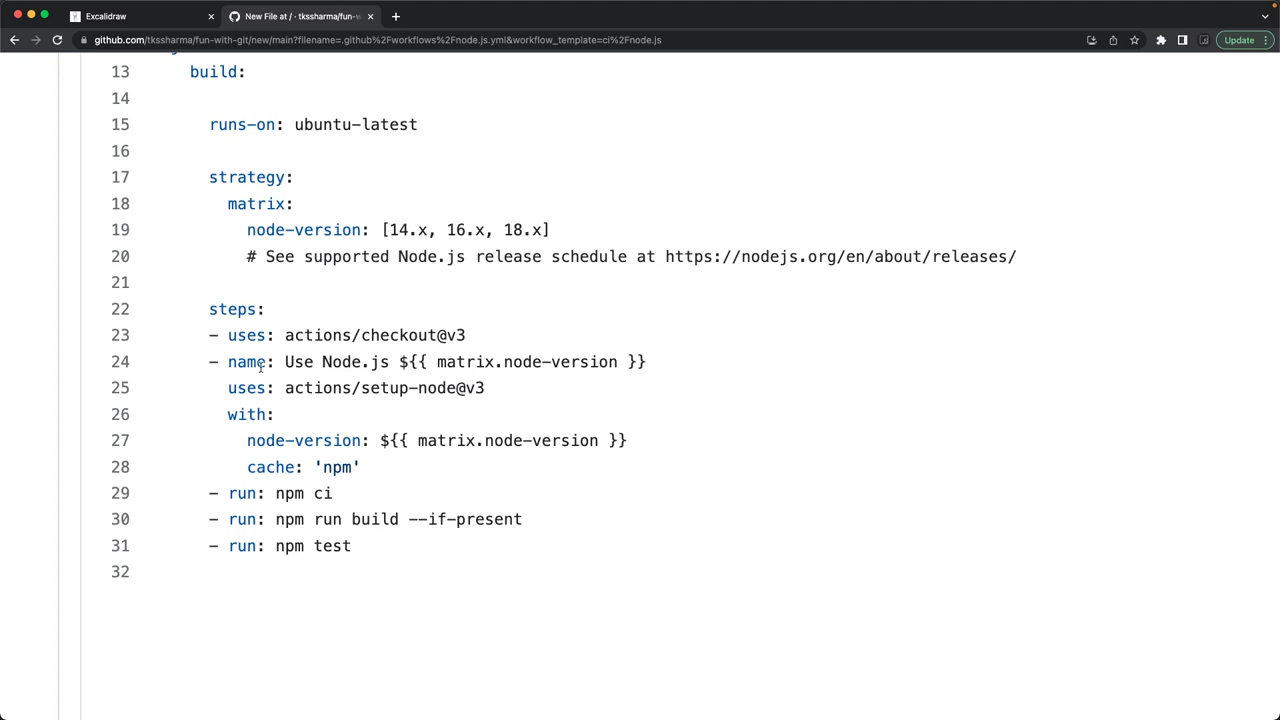 Excalidraw
New File at / · tkssharma/fun-w
Update
github.com/tkssharma/fun-with-git/new/main?filename=.github%2Fworkflows%2Fnode.js.yml&workflow_template=ci%2Fnode.js
13 build:
14
15 runs-on: ubuntu-latest
16
17 strategy:
18 matrix:
19 node-version: [14.x, 16.x, 18.x]
20 # See supported Node.js release schedule at https://nodejs.org/en/about/releases/
21
22 steps:
23 - uses: actions/checkout@v3
24 - name: Use Node.js ${{ matrix.node-version }}
25 uses: actions/setup-node@v3
26 with:
27 node-version: ${{ matrix.node-version }}
28 cache: 'npm'
29 - run: npm ci
30 - run: npm run build --if-present
31 - run: npm test
32